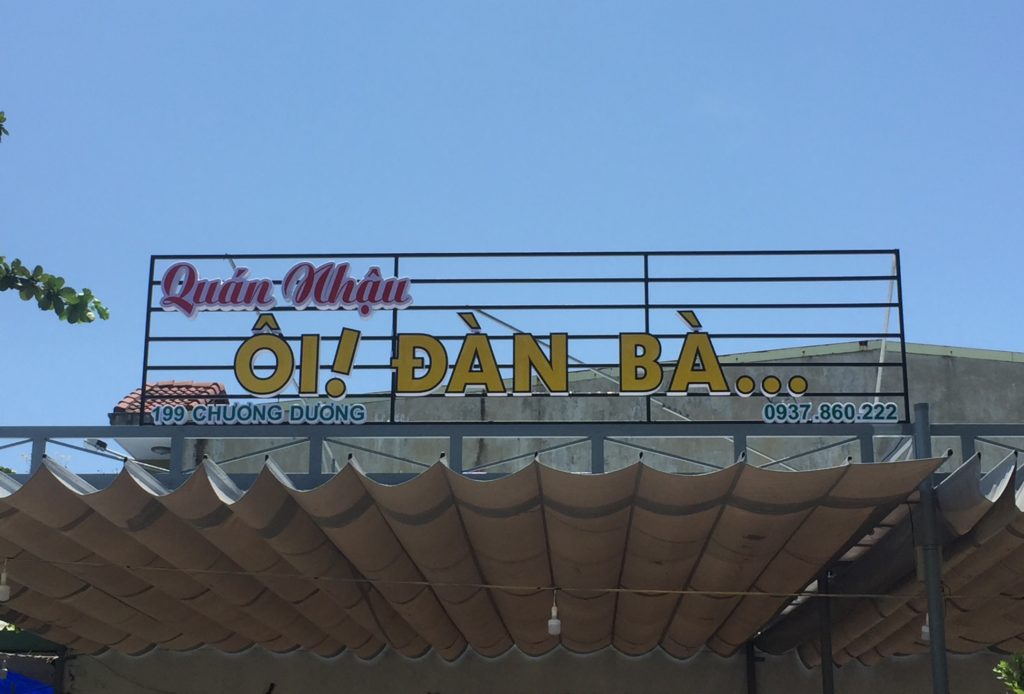 Quán Nhậu
ÔI! ĐÀN BÀ...
199 CHƯƠNG DƯƠNG
0937.860.222